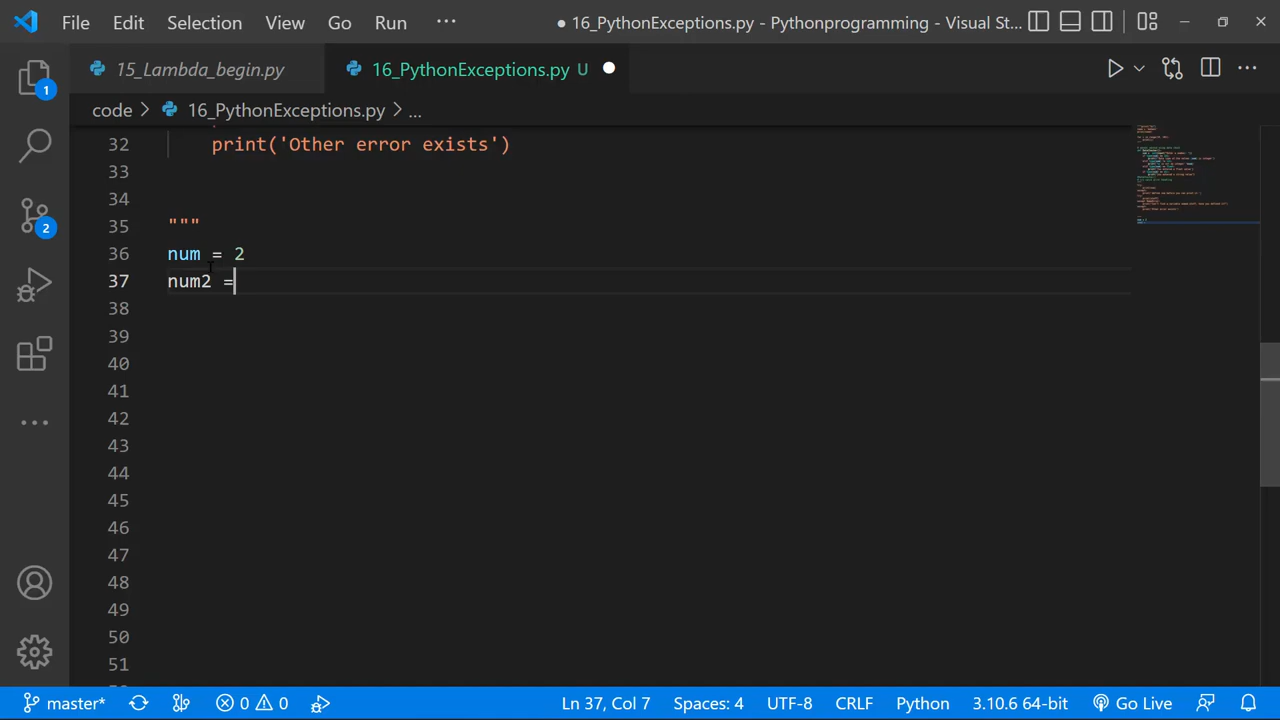 File Edit Selection View Go Run ··· ● 16_PythonExceptions.py - Pythonprogramming - Visual St...
15_Lambda_begin.py 16_PythonExceptions.py U
code > 16_PythonExceptions.py > ...
32 print('Other error exists')
33
34
35 """
36 num = 2
37 num2 =
38
39
40
41
42
43
44
45
46
47
48
49
50
51
1
2
master* 0 0 Ln 37, Col 7 Spaces: 4 UTF-8 CRLF Python 3.10.6 64-bit Go Live